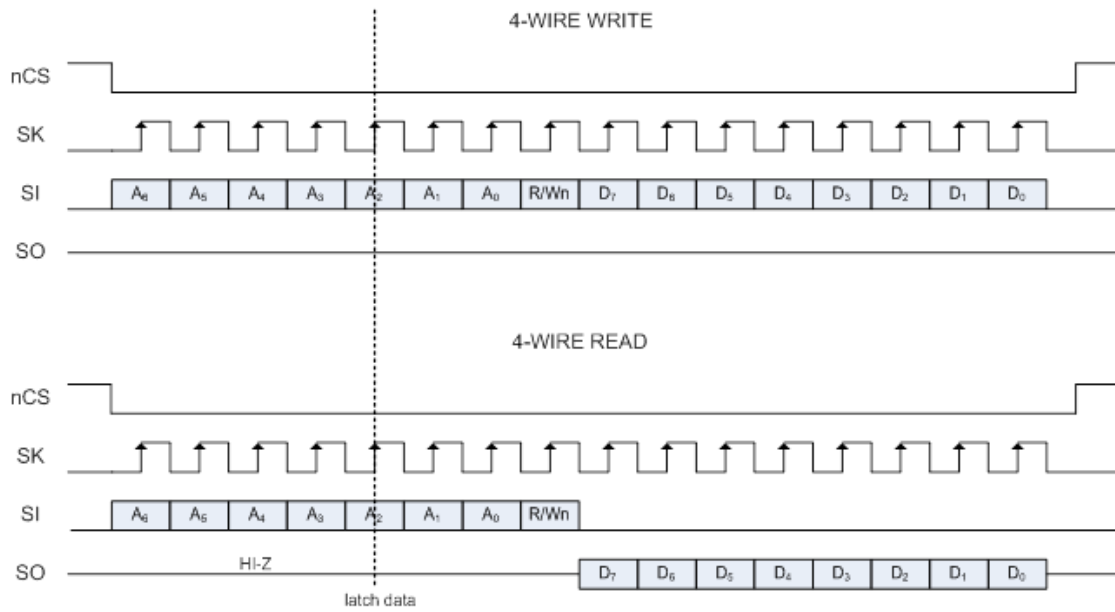 4-WIRE WRITE
nCS
SK
SI A₆ A₅ A₄ A₃ A₂ A₁ A₀ R/Wn D₇ D₆ D₅ D₄ D₃ D₂ D₁ D₀
SO
4-WIRE READ
nCS
SK
SI A₆ A₅ A₄ A₃ A₂ A₁ A₀ R/Wn
HI-Z
SO D₇ D₆ D₅ D₄ D₃ D₂ D₁ D₀
latch data